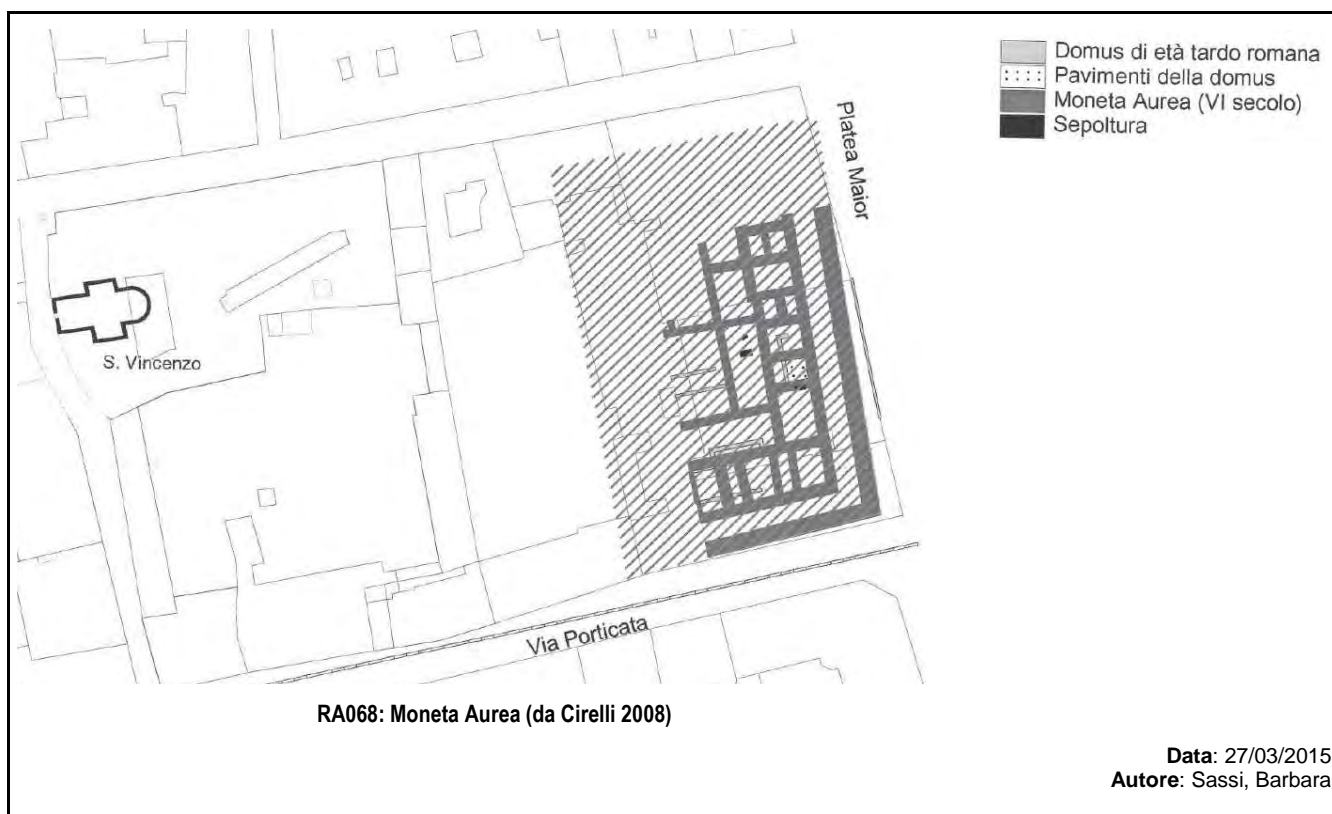 Domus di età tardo romana
Pavimenti della domus
Moneta Aurea (VI secolo)
Sepoltura
Platea Maior
S. Vincenzo
Via Porticata
RA068: Moneta Aurea (da Cirelli 2008)
Data: 27/03/2015
Autore: Sassi, Barbara